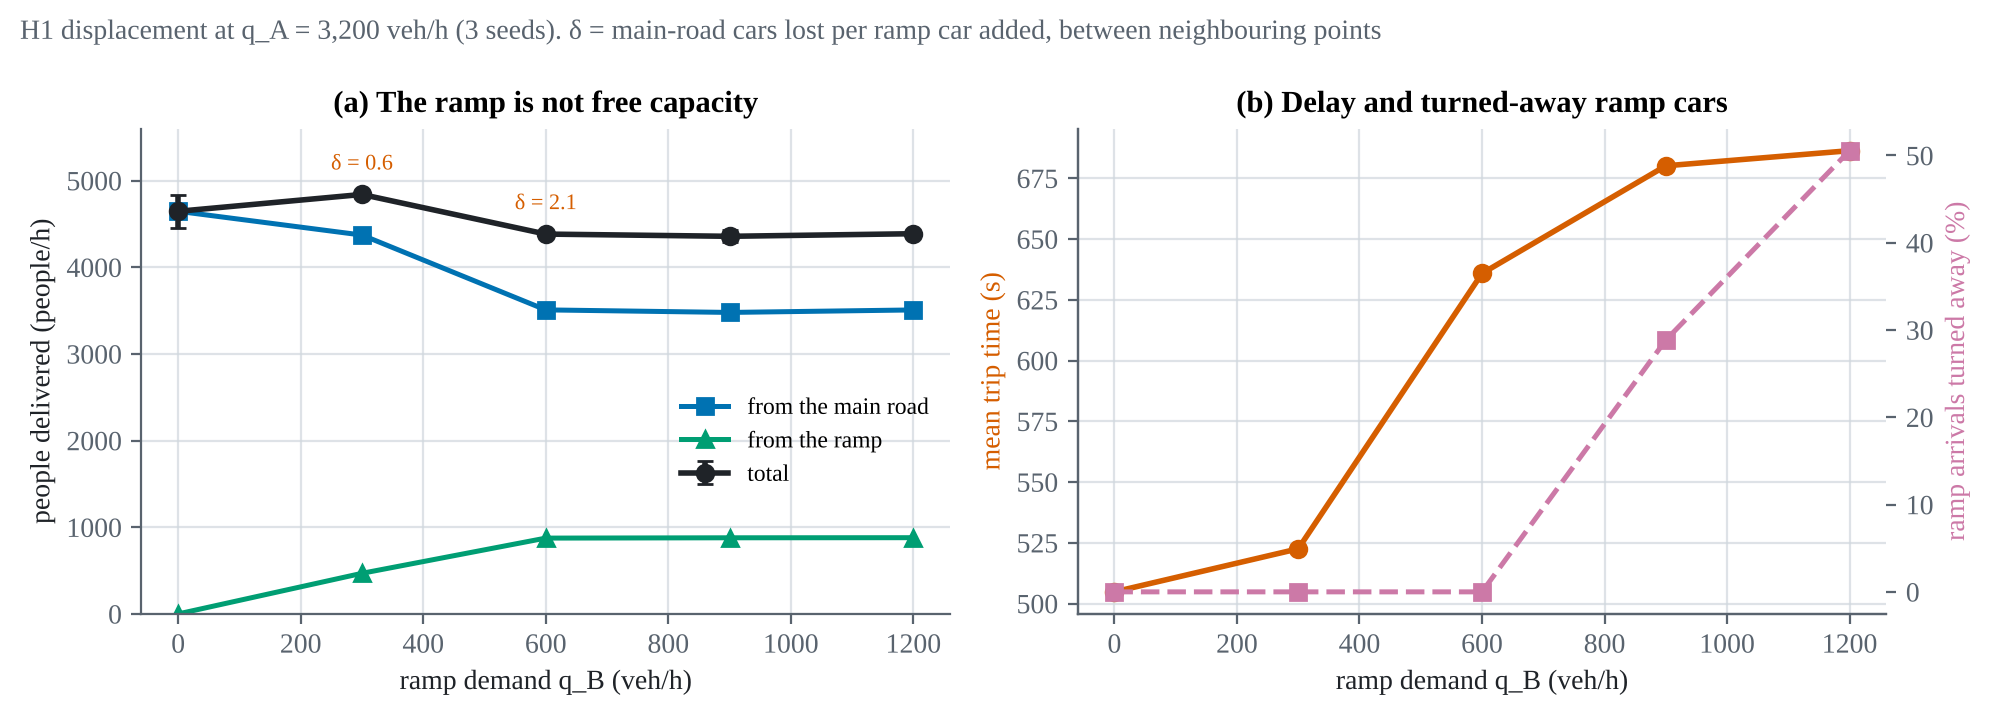 H1 displacement at q_A = 3,200 veh/h (3 seeds). δ = main-road cars lost per ramp car added, between neighbouring points
(a) The ramp is not free capacity
δ = 0.6
δ = 2.1
people delivered (people/h)
5000
4000
3000
2000
1000
0
from the main road
from the ramp
total
0 200 400 600 800 1000 1200
ramp demand q_B (veh/h)
(b) Delay and turned-away ramp cars
mean trip time (s)
675
650
625
600
575
550
525
500
50
40
30
20
10
0
ramp arrivals turned away (%)
0 200 400 600 800 1000 1200
ramp demand q_B (veh/h)